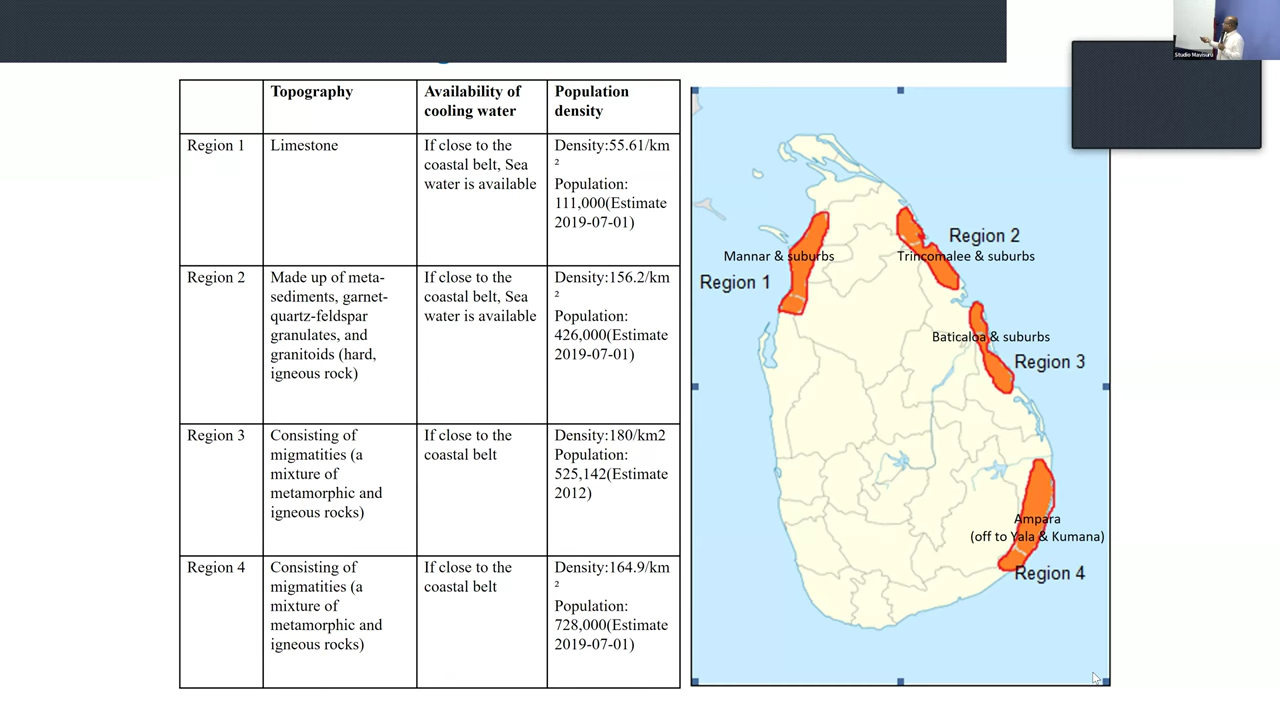 Studio Mavisuru
Topography
Availability of
cooling water
Population
density
Region 1
Limestone
If close to the
coastal belt, Sea
water is available
Density:55.61/km
²
Population:
111,000(Estimate
2019-07-01)
Region 2
Made up of meta-
sediments, garnet-
quartz-feldspar
granulates, and
granitoids (hard,
igneous rock)
If close to the
coastal belt, Sea
water is available
Density:156.2/km
²
Population:
426,000(Estimate
2019-07-01)
Region 3
Consisting of
migmatities (a
mixture of
metamorphic and
igneous rocks)
If close to the
coastal belt
Density:180/km2
Population:
525,142(Estimate
2012)
Region 4
Consisting of
migmatities (a
mixture of
metamorphic and
igneous rocks)
If close to the
coastal belt
Density:164.9/km
²
Population:
728,000(Estimate
2019-07-01)
Region 2
Mannar & suburbs
Trincomalee & suburbs
Region 1
Baticaloa & suburbs
Region 3
Ampara
(off to Yala & Kumana)
Region 4